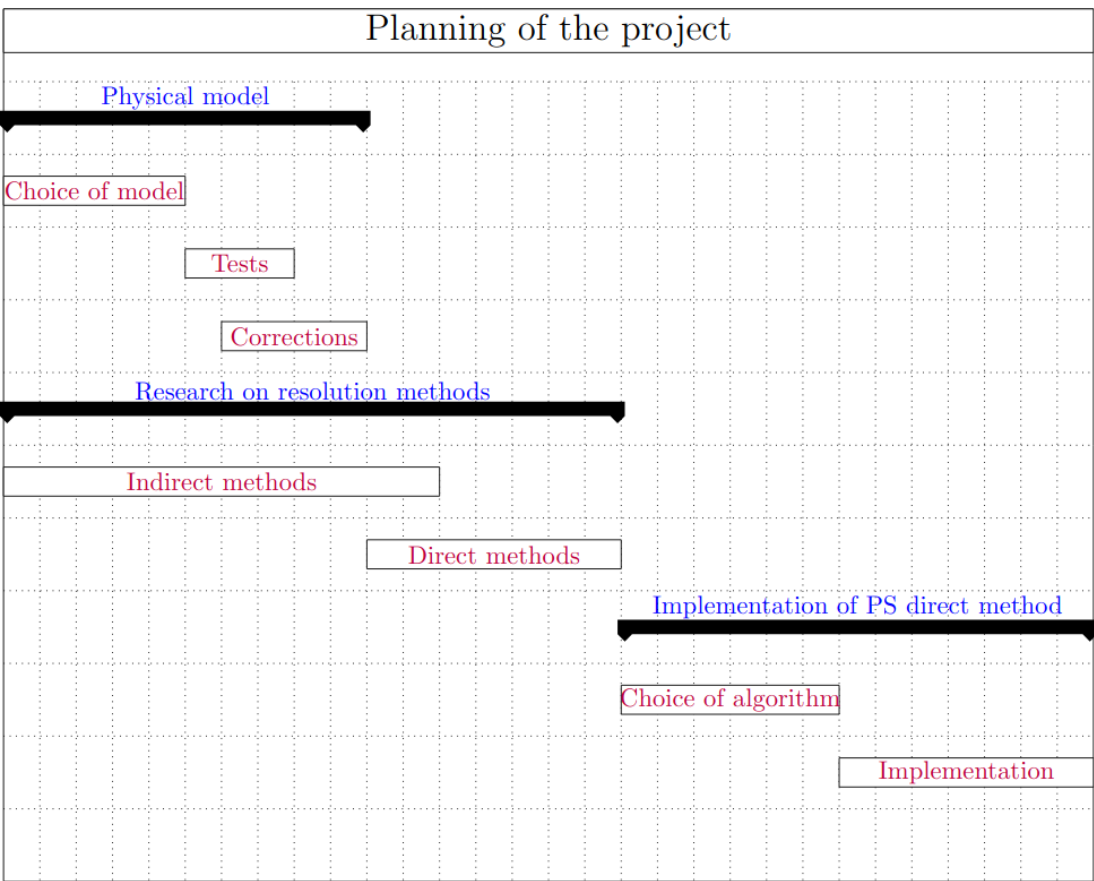 Planning of the project
Physical model
Choice of model
Tests
Corrections
Research on resolution methods
Indirect methods
Direct methods
Implementation of PS direct method
Choice of algorithm
Implementation